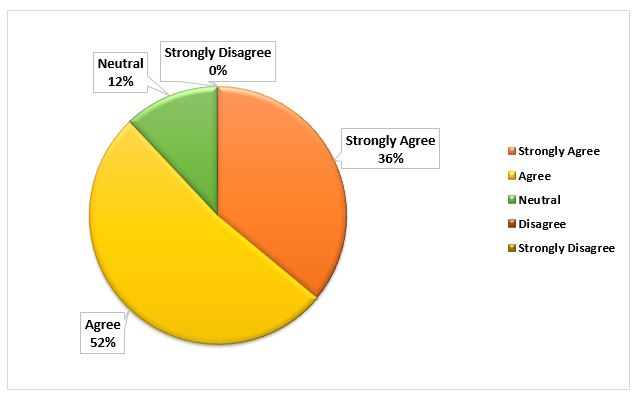 Strongly Disagree
0%
Neutral
12%
Strongly Agree
36%
Agree
52%
Strongly Agree
Agree
Neutral
Disagree
Strongly Disagree